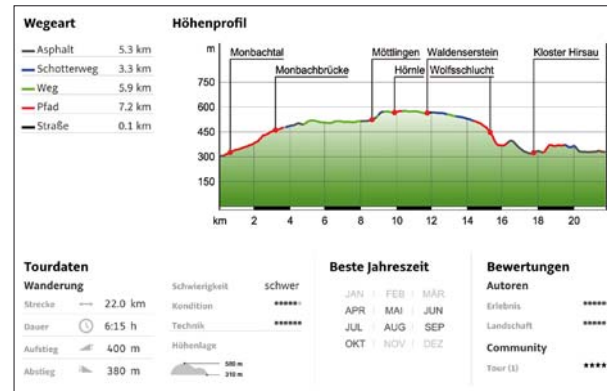 Wegeart
Asphalt 5.3 km
Schotterweg 3.3 km
Weg 5.9 km
Pfad 7.2 km
Straße 0.1 km
Höhenprofil
m
Monbachtal Möttlingen Waldenserstein Kloster Hirsau
Monbachbrücke Hörnle Wolfsschlucht
750
600
450
300
150
km 2 4 6 8 10 12 14 16 18 20
Tourdaten
Wanderung
Strecke 22.0 km
Dauer 6:15 h
Aufstieg 400 m
Abstieg 380 m
Schwierigkeit schwer
Kondition
Technik
Höhenlage
580 m
310 m
Beste Jahreszeit
JAN FEB MÄR
APR MAI JUN
JUL AUG SEP
OKT NOV DEZ
Bewertungen
Autoren
Erlebnis
Landschaft
Community
Tour (1)